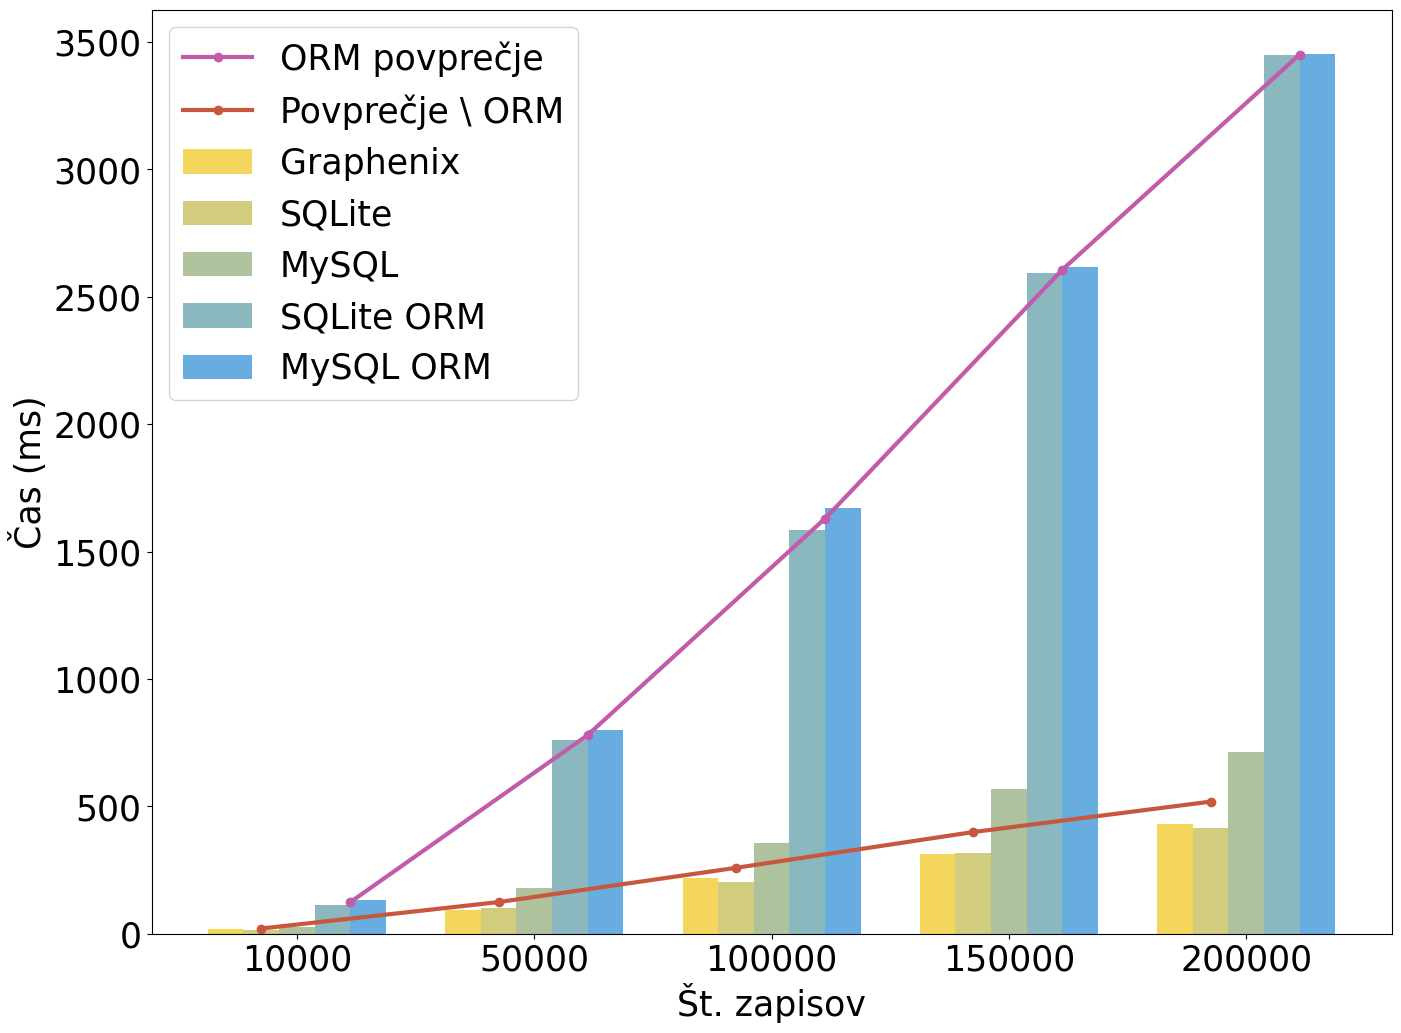 ORM povprečje
Povprečje \ ORM
Graphenix
SQLite
MySQL
SQLite ORM
MySQL ORM
3500
3000
2500
2000
1500
1000
500
0
Čas (ms)
10000 50000 100000 150000 200000
Št. zapisov